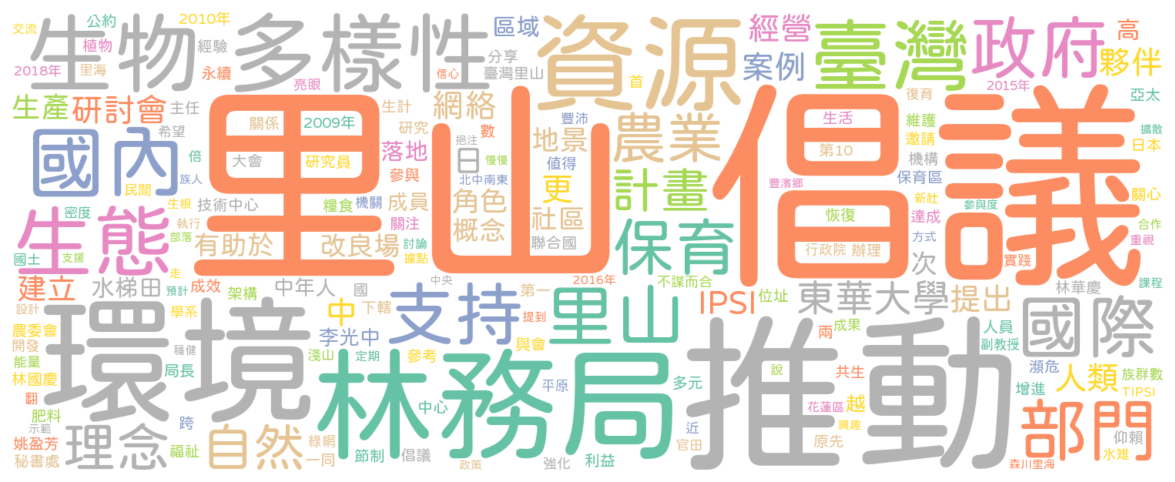 交流
公約
2010年
生物多樣性
區域
資源
經營
臺灣
政府
高
植物
經驗
分享
案例
夥伴
2018年
里海
永續
亮眼
信心
臺灣里山
首
2015年
亞太
生產
研討會
主任
里山倡議
生計
網絡
豐沛
農業
生活
復育
維護
擴散
希望
關係
2009年
研究
數
挹注
地景
第10
邀請
日本
國內
倍
大會
研究員
落地
日
慢慢
值得
機構
民間
族人
參與
北中南東
更
計畫
豐濱鄉
保育區
關心
生根
技術中心
糧食
機關
成員
角色
社區
新社
參與度
密度
生態
執行
關注
概念
保育
恢復
達成
合作
部落
有助於
改良場
討論
聯合國
行政院
辦理
方式
重視
國土
支援
據點
次
實踐
走
不謀而合
建立
水梯田
預計
成效
中年人
國
中央
2016年
林華慶
課程
設計
架構
下轄
支持
第一
里山
IPSI
位址
東華大學
提出
環境
學系
中
提到
國際
農委會
李光中
兩
成果
人員
開發
穩健
與會
推動
副教授
能量
淺山
定期
參考
林務局
說
共生
瀕危
族群數
林國慶
局長
平原
多元
增進
人類
TIPSI
翻
肥料
跨
中心
花蓮區
越
部門
示範
理念
自然
綠網
近
興趣
仰賴
姚盈芳
福祉
官田
原先
水雉
秘書處
一同
節制
倡議
政策
強化
利益
森川里海